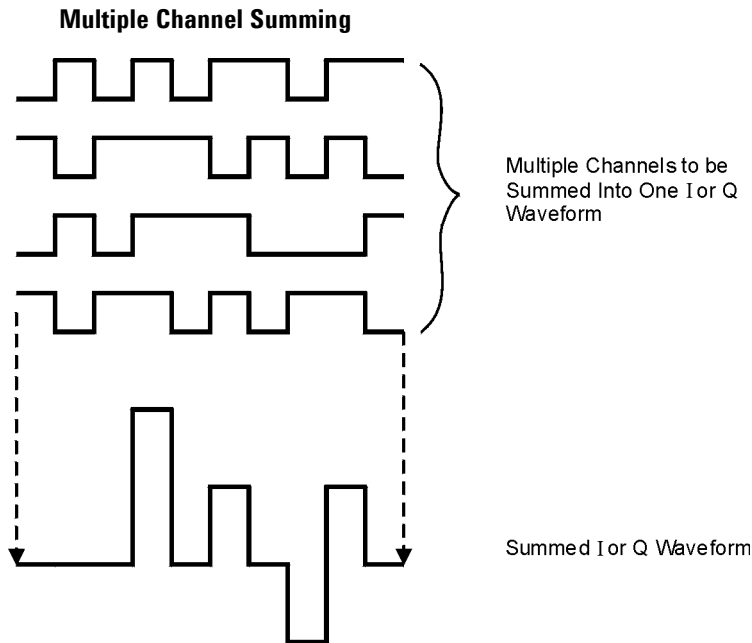 Multiple Channel Summing
Multiple Channels to be
Summed Into One I or Q
Waveform
Summed I or Q Waveform